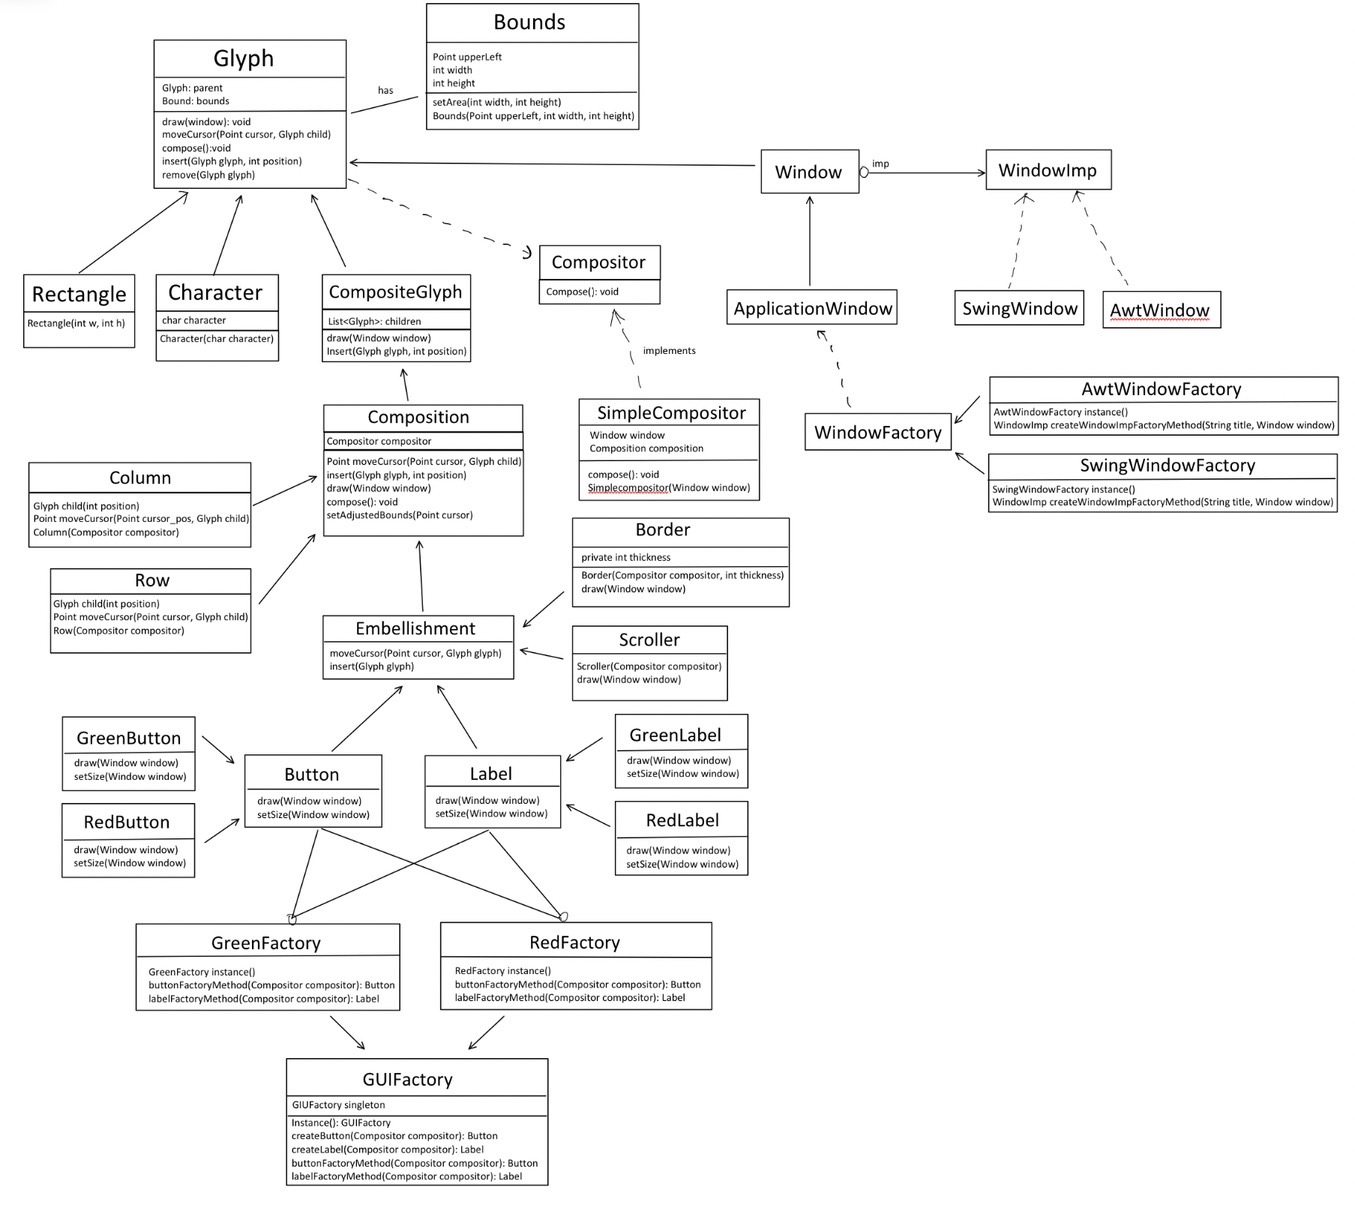 Bounds
Point upperLeft
int width
int height
setArea(int width, int height)
Bounds(Point upperLeft, int width, int height)
Glyph
Glyph: parent
Bound: bounds
draw(window): void
moveCursor(Point cursor, Glyph child)
compose():void
insert(Glyph glyph, int position)
remove(Glyph glyph)
has
Window
imp
WindowImp
Rectangle
Rectangle(int w, int h)
Character
char character
Character(char character)
CompositeGlyph
List<Glyph>: children
draw(Window window)
Insert(Glyph glyph, int position)
Compositor
Compose(): void
implements
ApplicationWindow
SwingWindow
AwtWindow
Composition
Compositor compositor
Point moveCursor(Point cursor, Glyph child)
insert(Glyph glyph, int position)
draw(Window window)
compose(): void
setAdjustedBounds(Point cursor)
SimpleCompositor
Window window
Composition composition
compose(): void
Simplecompositor(Window window)
WindowFactory
AwtWindowFactory
AwtWindowFactory instance()
WindowImp createWindowImpFactoryMethod(String title, Window window)
SwingWindowFactory
SwingWindowFactory instance()
WindowImp createWindowImpFactoryMethod(String title, Window window)
Column
Glyph child(int position)
Point moveCursor(Point cursor_pos, Glyph child)
Column(Compositor compositor)
Row
Glyph child(int position)
Point moveCursor(Point cursor, Glyph child)
Row(Compositor compositor)
Border
private int thickness
Border(Compositor compositor, int thickness)
draw(Window window)
Embellishment
moveCursor(Point cursor, Glyph glyph)
insert(Glyph glyph)
Scroller
Scroller(Compositor compositor)
draw(Window window)
GreenButton
draw(Window window)
setSize(Window window)
Button
draw(Window window)
setSize(Window window)
Label
draw(Window window)
setSize(Window window)
GreenLabel
draw(Window window)
setSize(Window window)
RedButton
draw(Window window)
setSize(Window window)
RedLabel
draw(Window window)
setSize(Window window)
GreenFactory
GreenFactory instance()
buttonFactoryMethod(Compositor compositor): Button
labelFactoryMethod(Compositor compositor): Label
RedFactory
RedFactory instance()
buttonFactoryMethod(Compositor compositor): Button
labelFactoryMethod(Compositor compositor): Label
GUIFactory
GIUFactory singleton
Instance(): GUIFactory
createButton(Compositor compositor): Button
createLabel(Compositor compositor): Label
buttonFactoryMethod(Compositor compositor): Button
labelFactoryMethod(Compositor compositor): Label